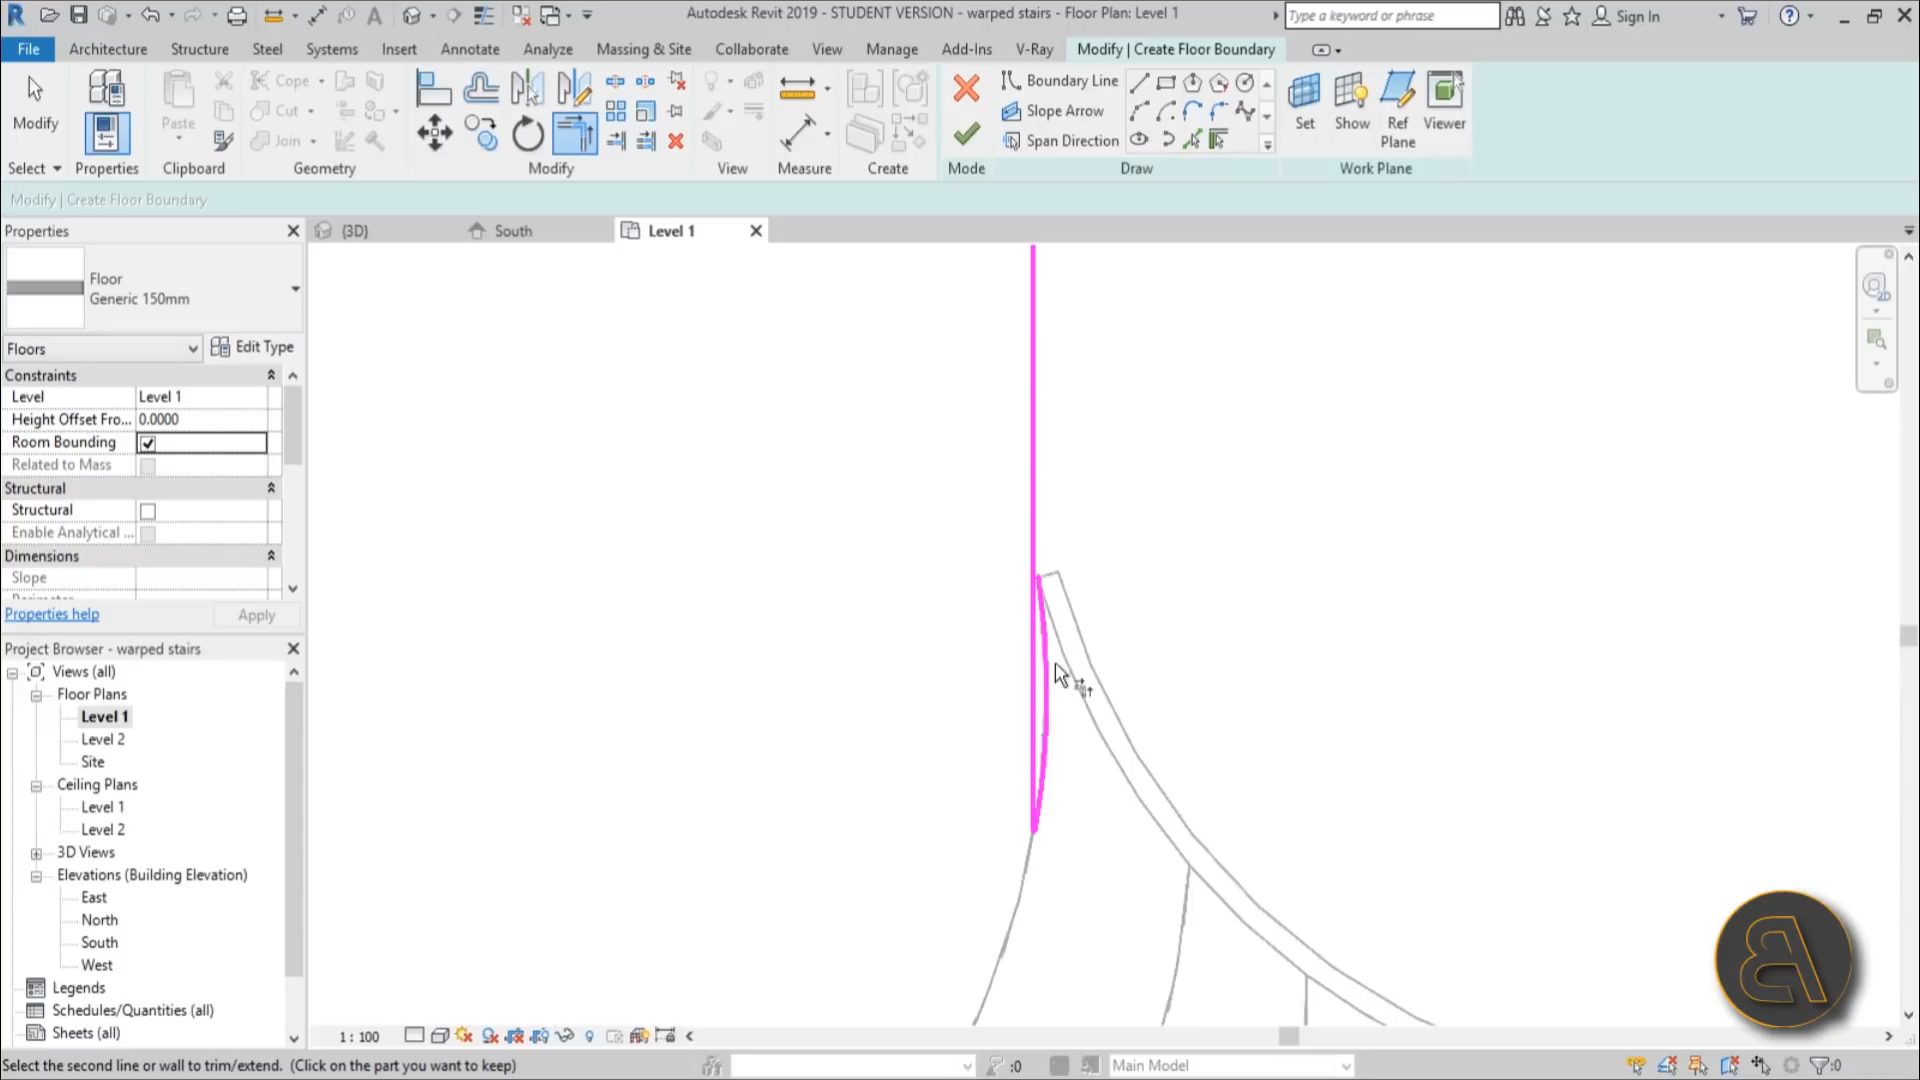 Autodesk Revit 2019 - STUDENT VERSION - warped stairs - Floor Plan: Level 1
Type a keyword or phrase
Sign In
File Architecture Structure Steel Systems Insert Annotate Analyze Massing & Site Collaborate View Manage Add-Ins V-Ray Modify | Create Floor Boundary
Modify
Paste
Cope
Cut
Join
Boundary Line
Slope Arrow
Span Direction
Set
Show
Ref
Plane
Viewer
Select Properties Clipboard Geometry Modify View Measure Create Mode Draw Work Plane
Modify | Create Floor Boundary
Properties
{3D}
South
Level 1
Floor
Generic 150mm
Floors
Edit Type
Constraints
Level Level 1
Height Offset Fro... 0.0000
Room Bounding
Related to Mass
Structural
Structural
Enable Analytical ...
Dimensions
Slope
Properties help
Apply
Project Browser - warped stairs
Views (all)
Floor Plans
Level 1
Level 2
Site
Ceiling Plans
Level 1
Level 2
3D Views
Elevations (Building Elevation)
East
North
South
West
Legends
Schedules/Quantities (all)
Sheets (all)
1 : 100
Select the second line or wall to trim/extend. (Click on the part you want to keep)
:0
Main Model
:0
2D